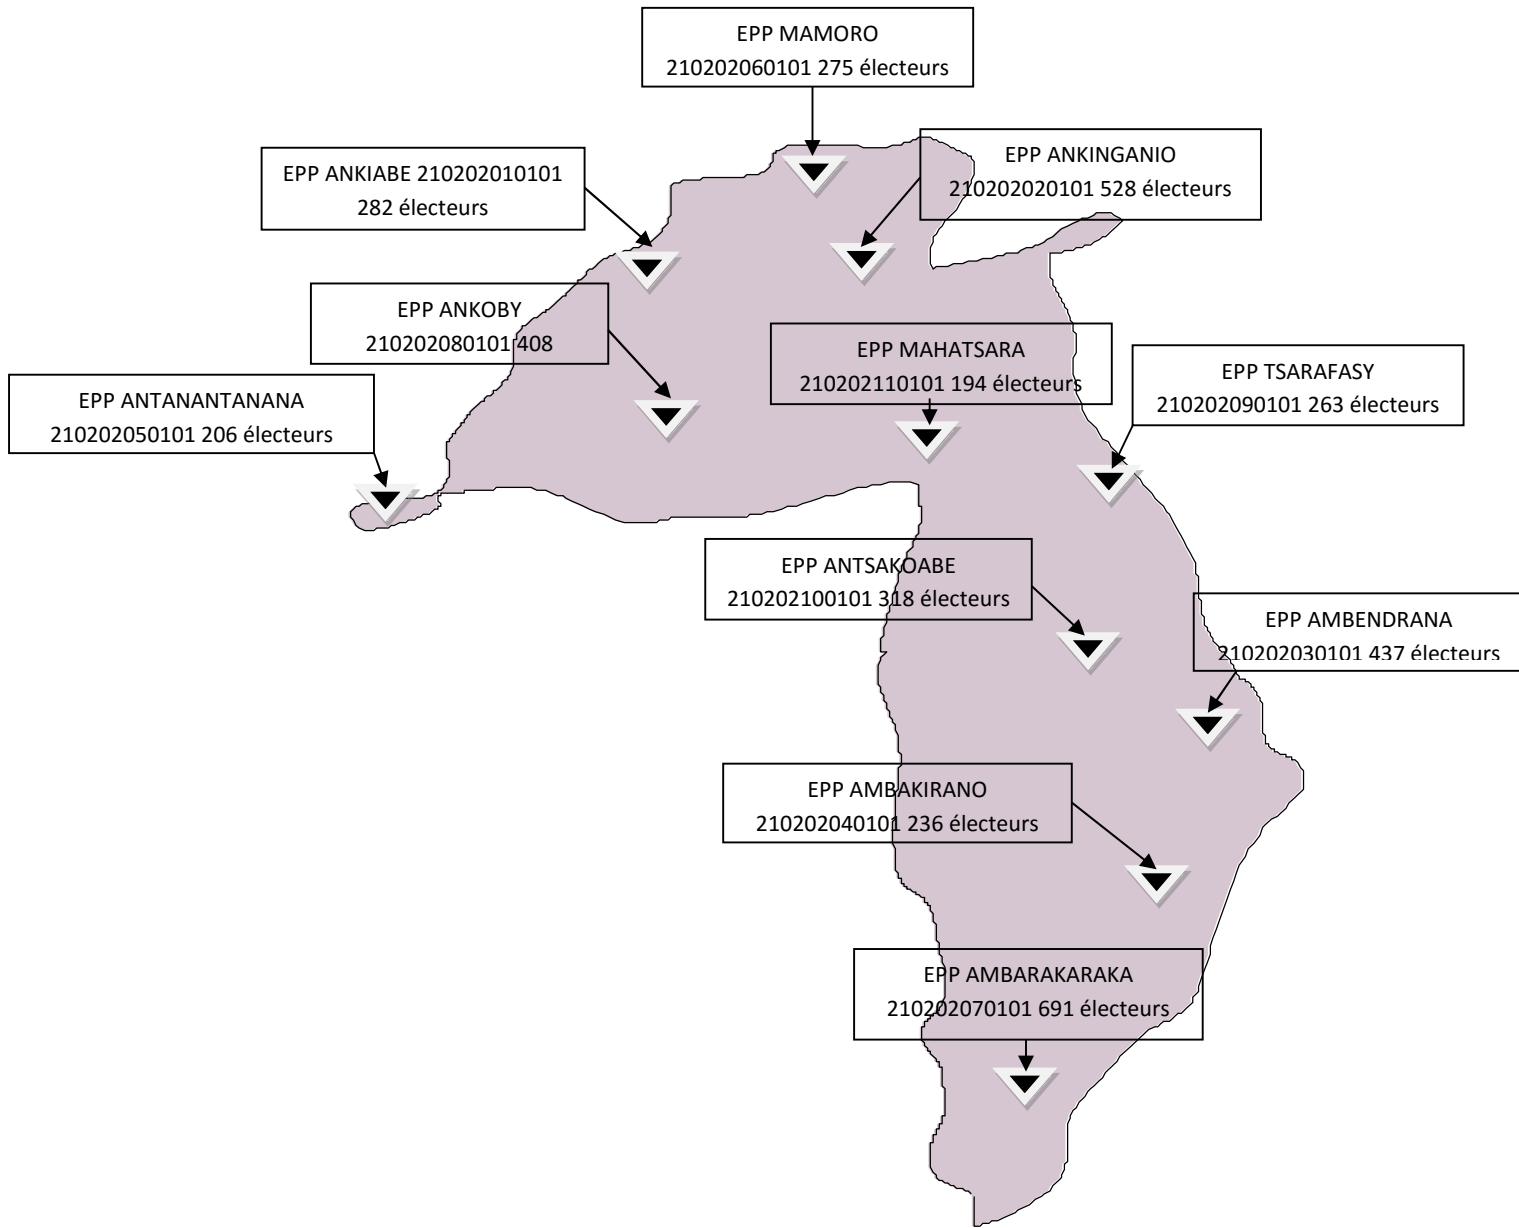 EPP MAMORO
210202060101 275 électeurs
EPP ANKIABE 210202010101
282 électeurs
EPP ANKINGANIO
210202020101 528 électeurs
EPP ANKOBY
210202080101 408
EPP MAHATSARA
210202110101 194 électeurs
EPP TSARAFASY
210202090101 263 électeurs
EPP ANTANANTANANA
210202050101 206 électeurs
EPP ANTSAKOABE
210202100101 318 électeurs
EPP AMBENDRANA
210202030101 437 électeurs
EPP AMBAKIRANO
210202040101 236 électeurs
EPP AMBARAKARAKA
210202070101 691 électeurs